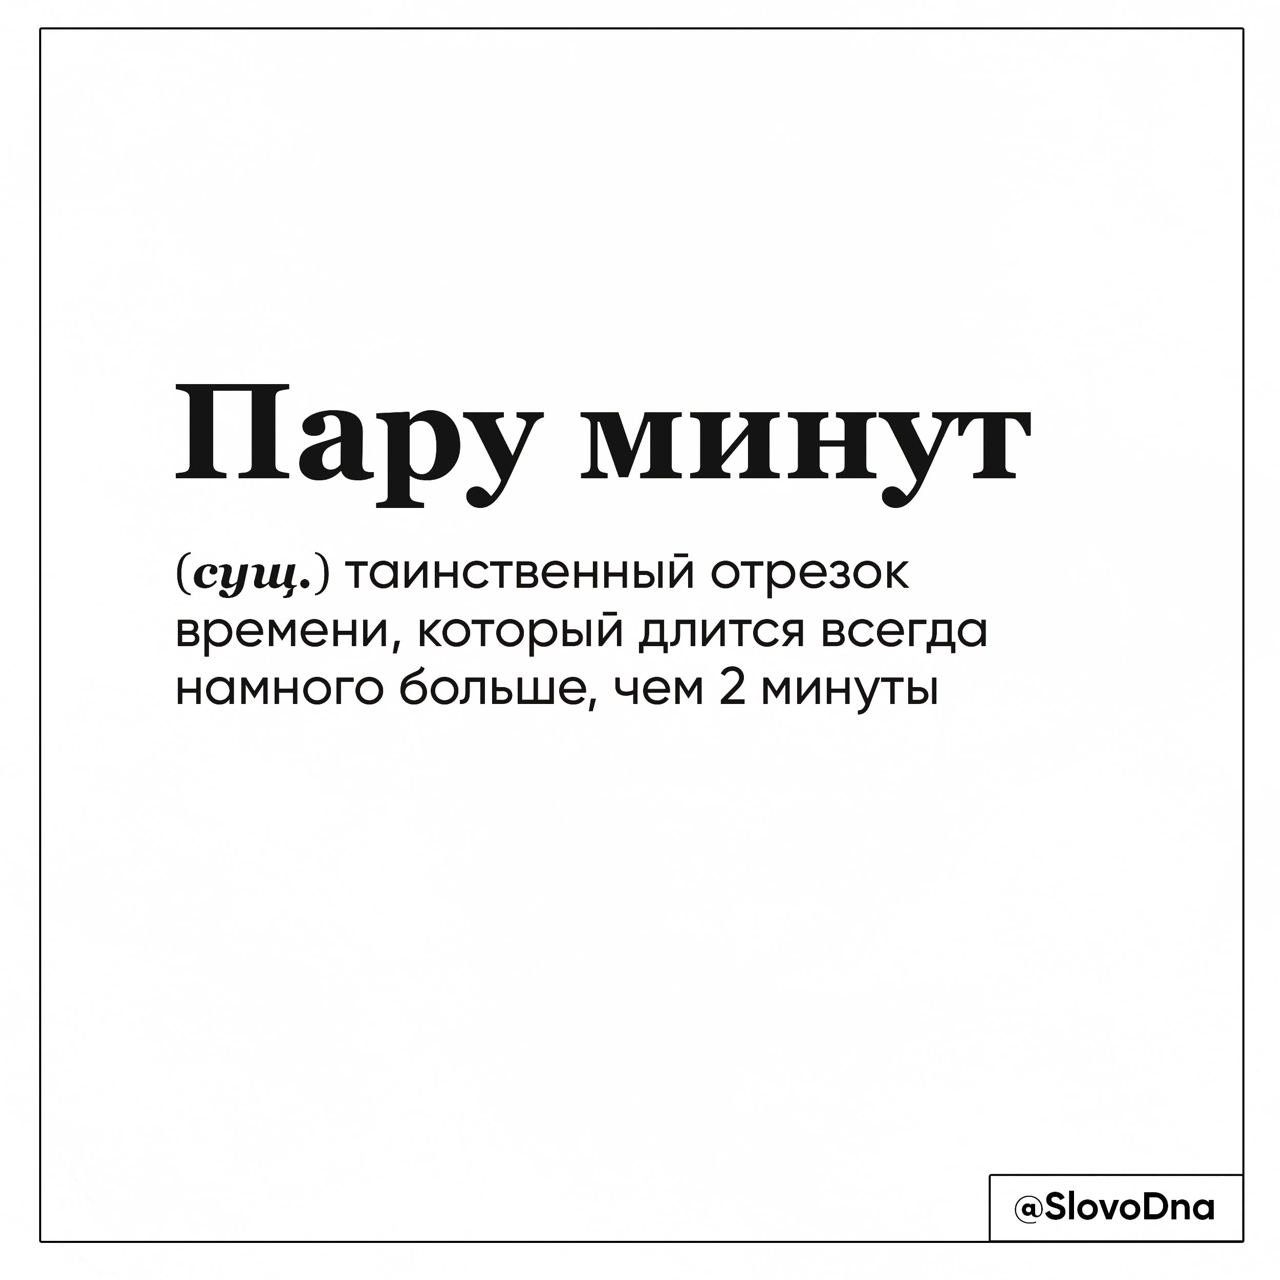 Пару минут
(сущ.) таинственный отрезок
времени, который длится всегда
намного больше, чем 2 минуты
@SlovoDna